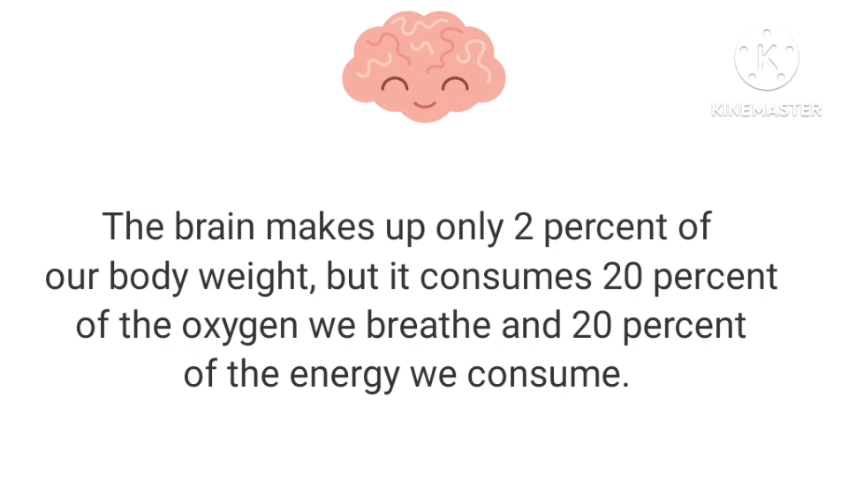 KINEMASTER
The brain makes up only 2 percent of
our body weight, but it consumes 20 percent
of the oxygen we breathe and 20 percent
of the energy we consume.